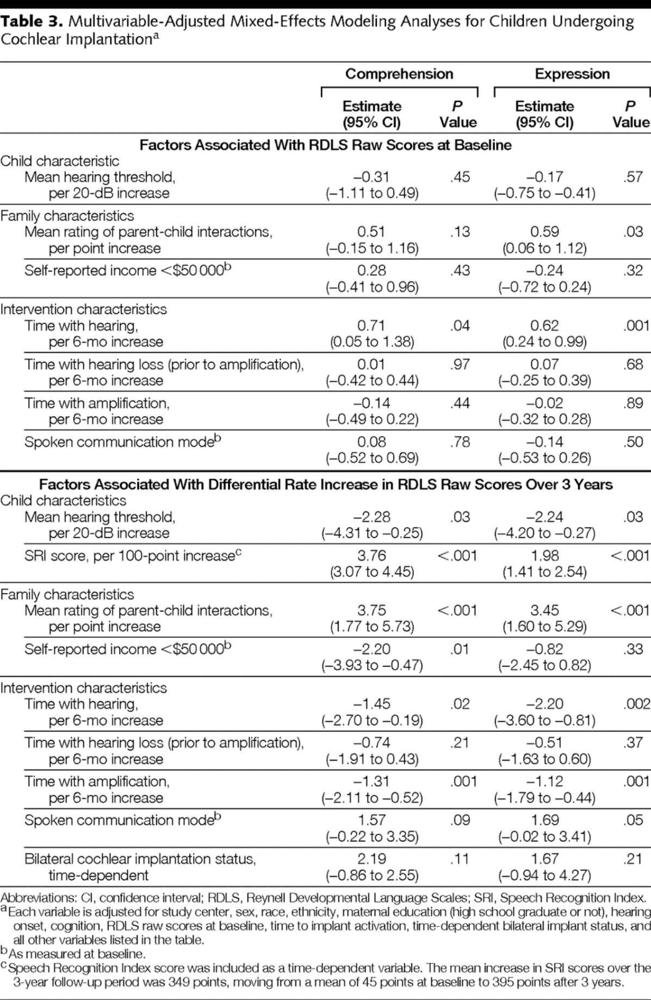 Table 3. Multivariable-Adjusted Mixed-Effects Modeling Analyses for Children Undergoing
Cochlear Implantationa
Comprehension Expression
Estimate (95% CI) P Value Estimate (95% CI) P Value
Factors Associated With RDLS Raw Scores at Baseline
Child characteristic
Mean hearing threshold, −0.31 .45 −0.17 .57
per 20-dB increase (−1.11 to 0.49) (−0.75 to −0.41)
Family characteristics
Mean rating of parent-child interactions, 0.51 .13 0.59 .03
per point increase (−0.15 to 1.16) (0.06 to 1.12)
Self-reported income <$50 000b 0.28 .43 −0.24 .32
(−0.41 to 0.96) (−0.72 to 0.24)
Intervention characteristics
Time with hearing, 0.71 .04 0.62 .001
per 6-mo increase (0.05 to 1.38) (0.24 to 0.99)
Time with hearing loss (prior to amplification), 0.01 .97 0.07 .68
per 6-mo increase (−0.42 to 0.44) (−0.25 to 0.39)
Time with amplification, −0.14 .44 −0.02 .89
per 6-mo increase (−0.49 to 0.22) (−0.32 to 0.28)
Spoken communication modeb 0.08 .78 −0.14 .50
(−0.52 to 0.69) (−0.53 to 0.26)
Factors Associated With Differential Rate Increase in RDLS Raw Scores Over 3 Years
Child characteristics
Mean hearing threshold, −2.28 .03 −2.24 .03
per 20-dB increase (−4.31 to −0.25) (−4.20 to −0.27)
SRI score, per 100-point increasec 3.76 <.001 1.98 <.001
(3.07 to 4.45) (1.41 to 2.54)
Family characteristics
Mean rating of parent-child interactions, 3.75 <.001 3.45 <.001
per point increase (1.77 to 5.73) (1.60 to 5.29)
Self-reported income <$50 000b −2.20 .01 −0.82 .33
(−3.93 to −0.47) (−2.45 to 0.82)
Intervention characteristics
Time with hearing, −1.45 .02 −2.20 .002
per 6-mo increase (−2.70 to −0.19) (−3.60 to −0.81)
Time with hearing loss (prior to amplification), −0.74 .21 −0.51 .37
per 6-mo increase (−1.91 to 0.43) (−1.63 to 0.60)
Time with amplification, −1.31 .001 −1.12 .001
per 6-mo increase (−2.11 to −0.52) (−1.79 to −0.44)
Spoken communication modeb 1.57 .09 1.69 .05
(−0.22 to 3.35) (−0.02 to 3.41)
Bilateral cochlear implantation status, 2.19 .11 1.67 .21
time-dependent (−0.86 to 2.55) (−0.94 to 4.27)
Abbreviations: CI, confidence interval; RDLS, Reynell Developmental Language Scales; SRI, Speech Recognition Index.
a Each variable is adjusted for study center, sex, race, ethnicity, maternal education (high school graduate or not), hearing
onset, cognition, RDLS raw scores at baseline, time to implant activation, time-dependent bilateral implant status, and
all other variables listed in the table.
b As measured at baseline.
c Speech Recognition Index score was included as a time-dependent variable. The mean increase in SRI scores over the
3-year follow-up period was 349 points, moving from a mean of 45 points at baseline to 395 points after 3 years.